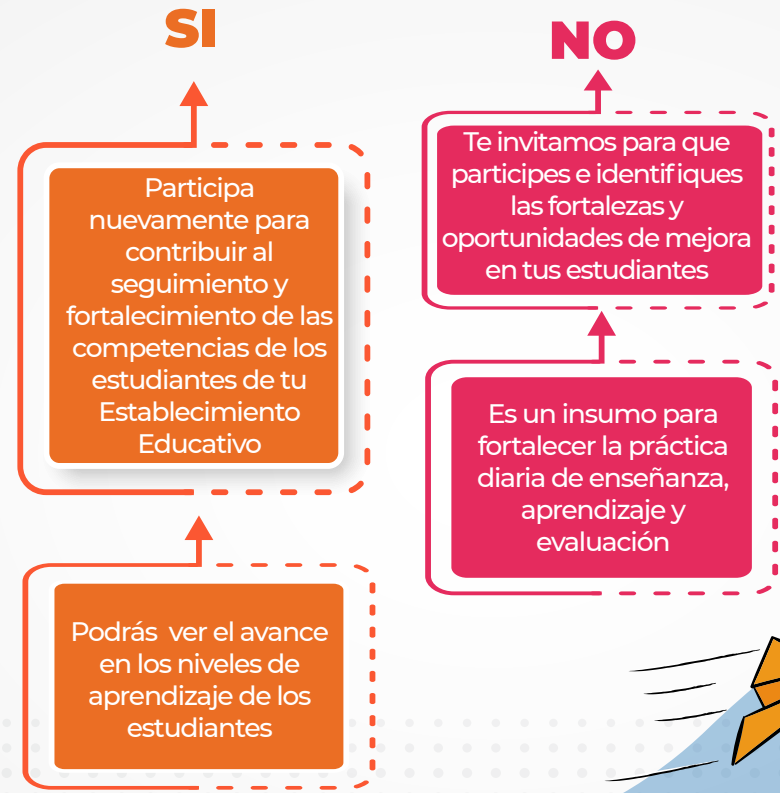 SI
Participa
nuevamente para
contribuir al
seguimiento y
fortalecimiento de las
competencias de los
estudiantes de tu
Establecimiento
Educativo
Podrás ver el avance
en los niveles de
aprendizaje de los
estudiantes
NO
Te invitamos para que
participes e identifiques
las fortalezas y
oportunidades de mejora
en tus estudiantes
Es un insumo para
fortalecer la práctica
diaria de enseñanza,
aprendizaje y
evaluación